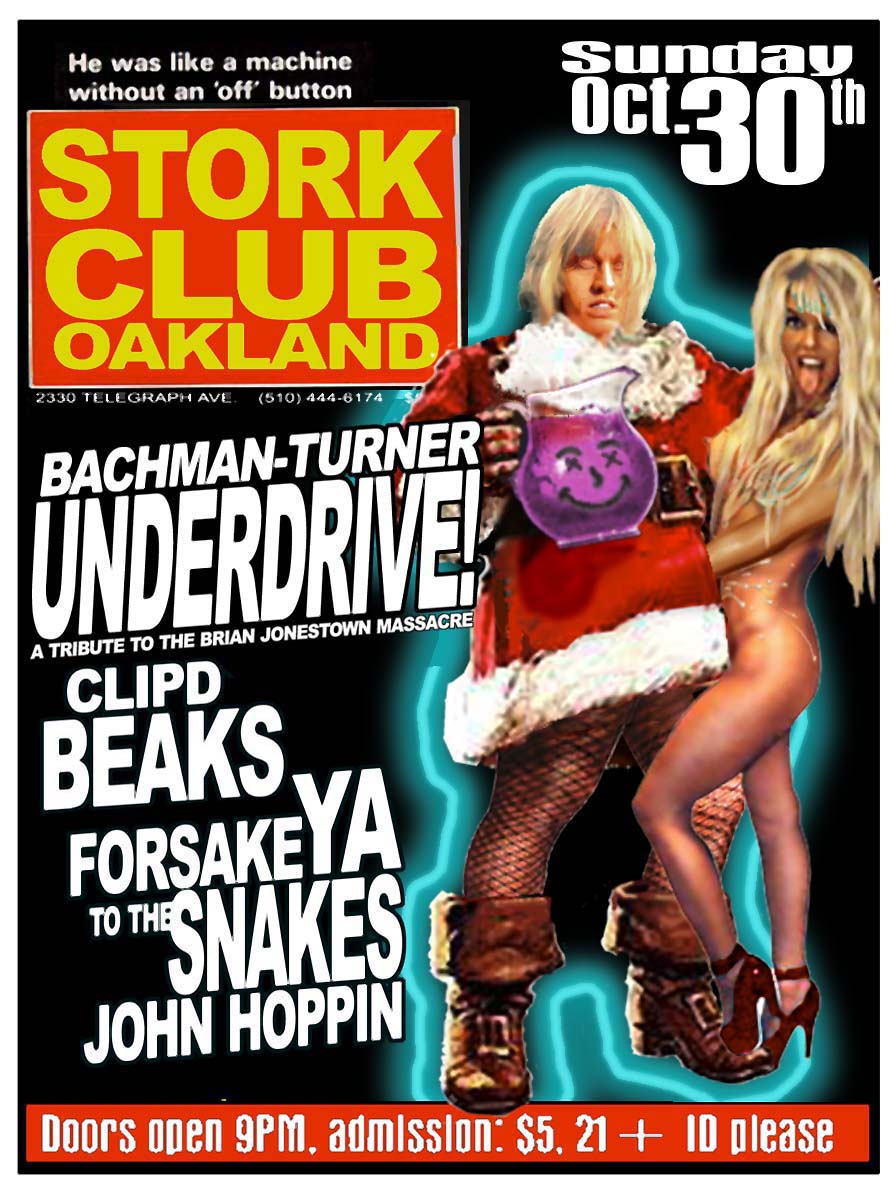 He was like a machine
without an 'off' button
STORK
CLUB
OAKLAND
2330 TELEGRAPH AVE. (510) 444-6174
Sunday
Oct. 30th
BACHMAN-TURNER
UNDERDRIVE!
A TRIBUTE TO THE BRIAN JONESTOWN MASSACRE
CLIPD
BEAKS
FORSAKE YA
TO THE SNAKES
JOHN HOPPIN
Doors open 9PM, admission: $5, 21 + ID please